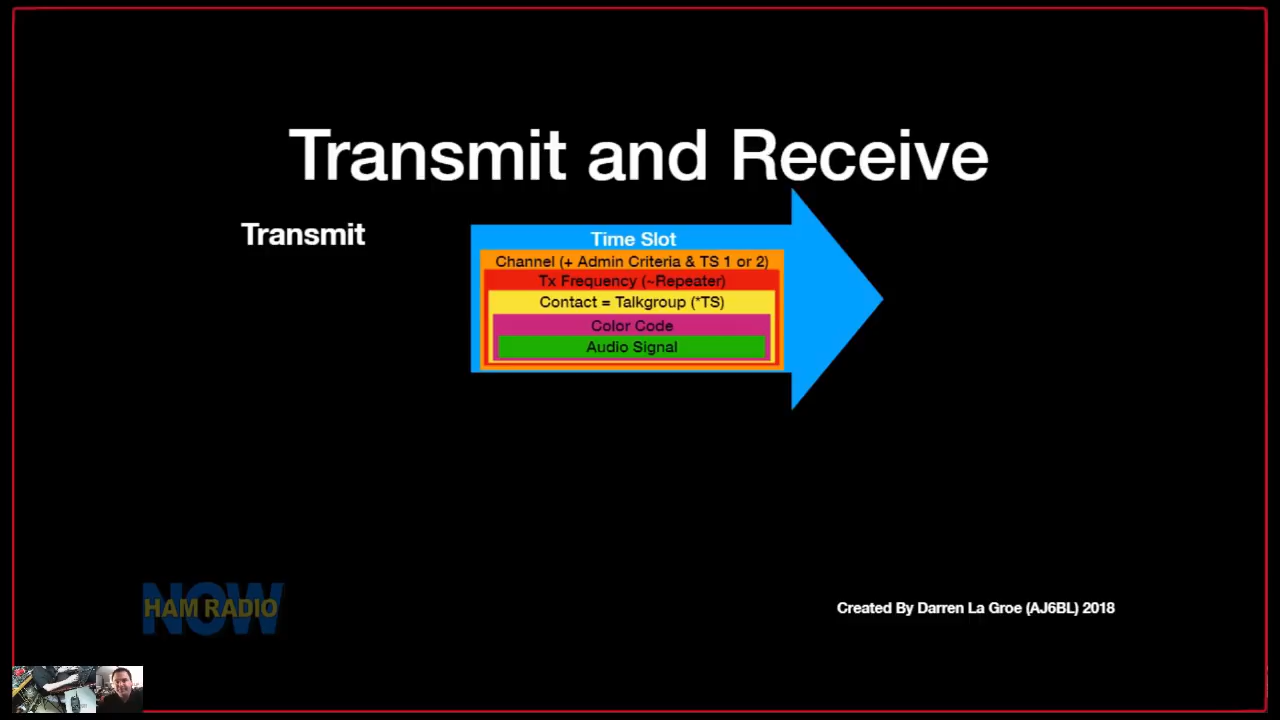 Transmit and Receive
Transmit
Time Slot
Channel (+ Admin Criteria & TS 1 or 2)
Tx Frequency (~Repeater)
Contact = Talkgroup (*TS)
Color Code
Audio Signal
NOW
HAM RADIO
Created By Darren La Groe (AJ6BL) 2018